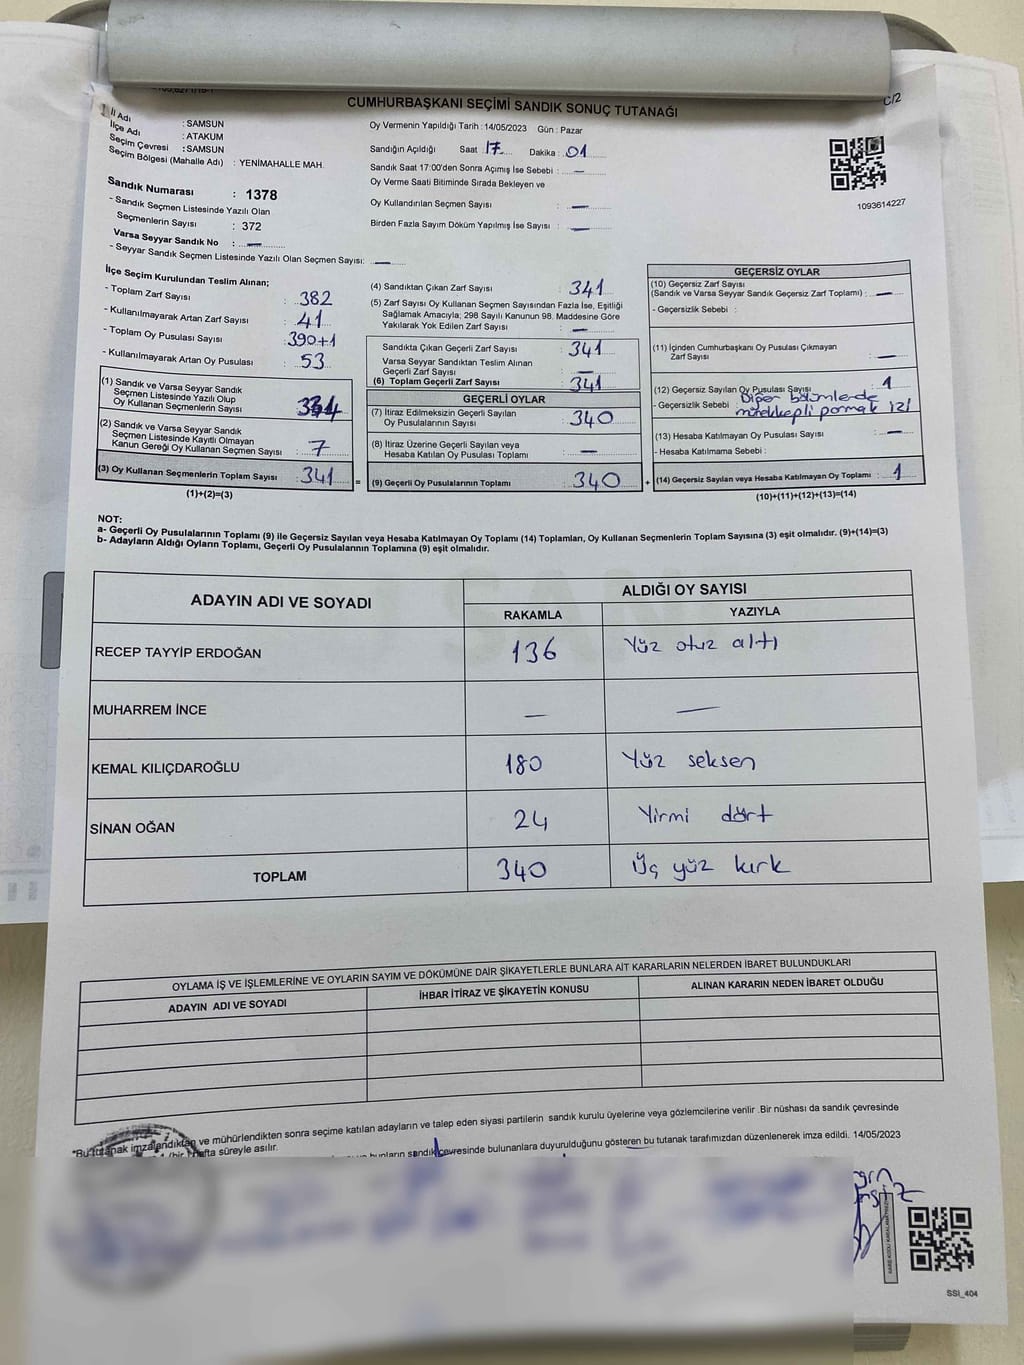 CUMHURBAŞKANI SEÇİMİ SANDIK SONUÇ TUTANAĞI
C/2
İl Adı : SAMSUN
İlçe Adı : ATAKUM
Seçim Çevresi : SAMSUN
Seçim Bölgesi (Mahalle Adı) : YENİMAHALLE MAH.
Sandık Numarası : 1378
- Sandık Seçmen Listesinde Yazılı Olan
Seçmenlerin Sayısı : 372
Varsa Seyyar Sandık No : —
- Seyyar Sandık Seçmen Listesinde Yazılı Olan Seçmen Sayısı: —
Oy Vermenin Yapıldığı Tarih : 14/05/2023 Gün : Pazar
Sandığın Açıldığı Saat : 17 Dakika : 01
Sandık Saat 17:00'den Sonra Açımış İse Sebebi : —
Oy Verme Saati Bitiminde Sırada Bekleyen ve
Oy Kullandırılan Seçmen Sayısı : —
Birden Fazla Sayım Döküm Yapılmış İse Sayısı : —
1093614227
İlçe Seçim Kurulundan Teslim Alınan;
- Toplam Zarf Sayısı : 382
- Kullanılmayarak Artan Zarf Sayısı : 41
- Toplam Oy Pusulası Sayısı : 390+1
- Kullanılmayarak Artan Oy Pusulası : 53
(1) Sandık ve Varsa Seyyar Sandık
Seçmen Listesinde Yazılı Olup
Oy Kullanan Seçmenlerin Sayısı :
(2) Sandık ve Varsa Seyyar Sandık
Seçmen Listesinde Kayıtlı Olmayan
Kanun Gereği Oy Kullanan Seçmen Sayısı : 7
(3) Oy Kullanan Seçmenlerin Toplam Sayısı : 341
(1)+(2)=(3)
(4) Sandıktan Çıkan Zarf Sayısı : 341
(5) Zarf Sayısı Oy Kullanan Seçmen Sayısından Fazla İse, Eşitliği
Sağlamak Amacıyla; 298 Sayılı Kanunun 98. Maddesine Göre
Yakılarak Yok Edilen Zarf Sayısı : —
Sandıkta Çıkan Geçerli Zarf Sayısı : 341
Varsa Seyyar Sandıktan Teslim Alınan
Geçerli Zarf Sayısı : —
(6) Toplam Geçerli Zarf Sayısı : 341
GEÇERLİ OYLAR
(7) İtiraz Edilmeksizin Geçerli Sayılan
Oy Pusulalarının Sayısı : 340
(8) İtiraz Üzerine Geçerli Sayılan veya
Hesaba Katılan Oy Pusulası Toplamı : —
= (9) Geçerli Oy Pusulalarının Toplamı : 340
GEÇERSİZ OYLAR
(10) Geçersiz Zarf Sayısı
(Sandık ve Varsa Seyyar Sandık Geçersiz Zarf Toplamı) : —
- Geçersizlik Sebebi :
(11) İçinden Cumhurbaşkanı Oy Pusulası Çıkmayan
Zarf Sayısı : —
(12) Geçersiz Sayılan Oy Pusulası Sayısı : 1
- Geçersizlik Sebebi : Diğer bölümlerde
mürekkepli parmak izi
(13) Hesaba Katılmayan Oy Pusulası Sayısı : —
- Hesaba Katılmama Sebebi :
+ (14) Geçersiz Sayılan veya Hesaba Katılmayan Oy Toplamı : 1
(10)+(11)+(12)+(13)=(14)
NOT:
a- Geçerli Oy Pusulalarının Toplamı (9) ile Geçersiz Sayılan veya Hesaba Katılmayan Oy Toplamı (14) Toplamları, Oy Kullanan Seçmenlerin Toplam Sayısına (3) eşit olmalıdır. (9)+(14)=(3)
b- Adayların Aldığı Oyların Toplamı, Geçerli Oy Pusulalarının Toplamına (9) eşit olmalıdır.
ADAYIN ADI VE SOYADI ALDIĞI OY SAYISI
RAKAMLA YAZIYLA
RECEP TAYYİP ERDOĞAN 136 Yüz otuz altı
MUHARREM İNCE — —
KEMAL KILIÇDAROĞLU 180 Yüz seksen
SİNAN OĞAN 24 Yirmi dört
TOPLAM 340 Üç yüz kırk
OYLAMA İŞ VE İŞLEMLERİNE VE OYLARIN SAYIM VE DÖKÜMÜNE DAİR ŞİKAYETLERLE BUNLARA AİT KARARLARIN NELERDEN İBARET BULUNDUKLARI
ADAYIN ADI VE SOYADI İHBAR İTİRAZ VE ŞİKAYETİN KONUSU ALINAN KARARIN NEDEN İBARET OLDUĞU
*Bu tutanak imzalandıktan ve mühürlendikten sonra seçime katılan adayların ve talep eden siyasi partilerin sandık kurulu üyelerine veya gözlemcilerine verilir .Bir nüshası da sandık çevresinde
hafta süreyle asılır.
bunların sandık çevresinde bulunanlara duyurulduğunu gösteren bu tutanak tarafımızdan düzenlenerek imza edildi. 14/05/2023
SSİ_404